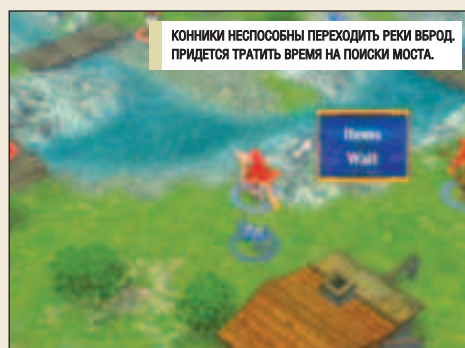 КОННИКИ НЕСПОСОБНЫ ПЕРЕХОДИТЬ РЕКИ ВБРОД.
ПРИДЕТСЯ ТРАТИТЬ ВРЕМЯ НА ПОИСКИ МОСТА.
Items
Wait